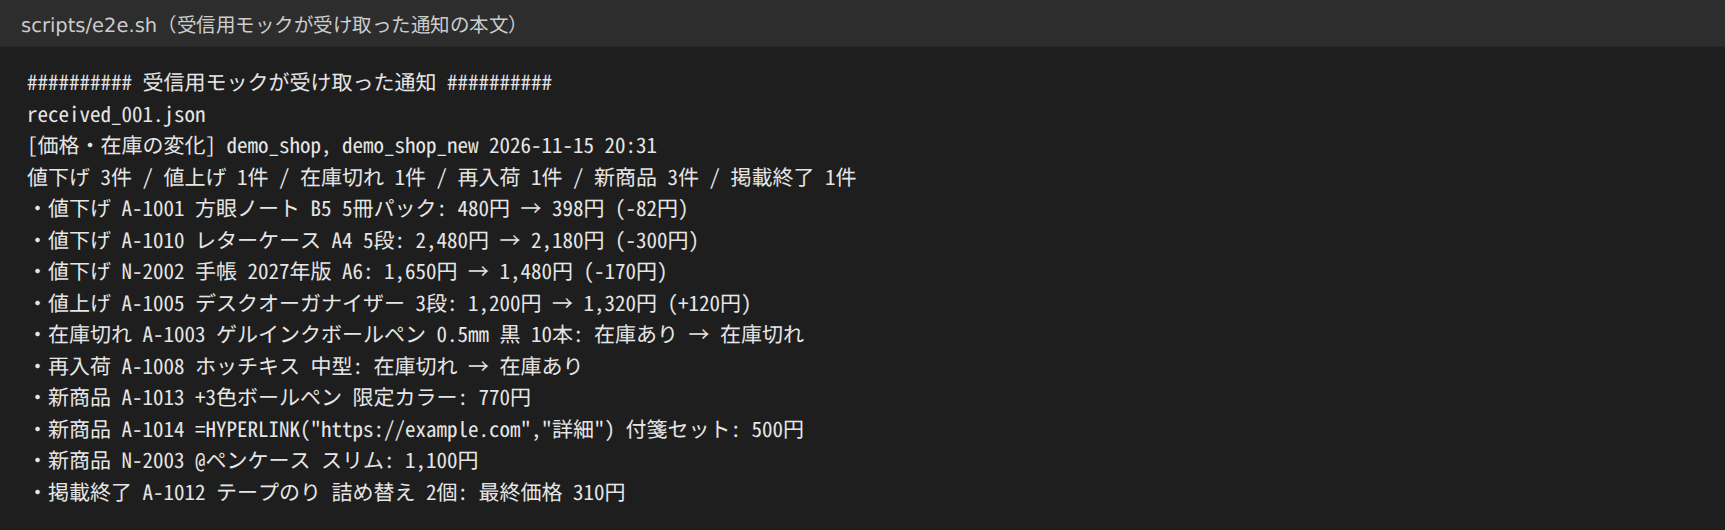 scripts/e2e.sh（受信用モックが受け取った通知の本文）
########## 受信用モックが受け取った通知 ##########
received_001.json
[価格・在庫の変化] demo_shop, demo_shop_new 2026-11-15 20:31
値下げ 3件 / 値上げ 1件 / 在庫切れ 1件 / 再入荷 1件 / 新商品 3件 / 掲載終了 1件
・値下げ A-1001 方眼ノート B5 5冊パック: 480円 → 398円 (-82円)
・値下げ A-1010 レターケース A4 5段: 2,480円 → 2,180円 (-300円)
・値下げ N-2002 手帳 2027年版 A6: 1,650円 → 1,480円 (-170円)
・値上げ A-1005 デスクオーガナイザー 3段: 1,200円 → 1,320円 (+120円)
・在庫切れ A-1003 ゲルインクボールペン 0.5mm 黒 10本: 在庫あり → 在庫切れ
・再入荷 A-1008 ホッチキス 中型: 在庫切れ → 在庫あり
・新商品 A-1013 +3色ボールペン 限定カラー: 770円
・新商品 A-1014 =HYPERLINK("https://example.com","詳細") 付箋セット: 500円
・新商品 N-2003 @ペンケース スリム: 1,100円
・掲載終了 A-1012 テープのり 詰め替え 2個: 最終価格 310円